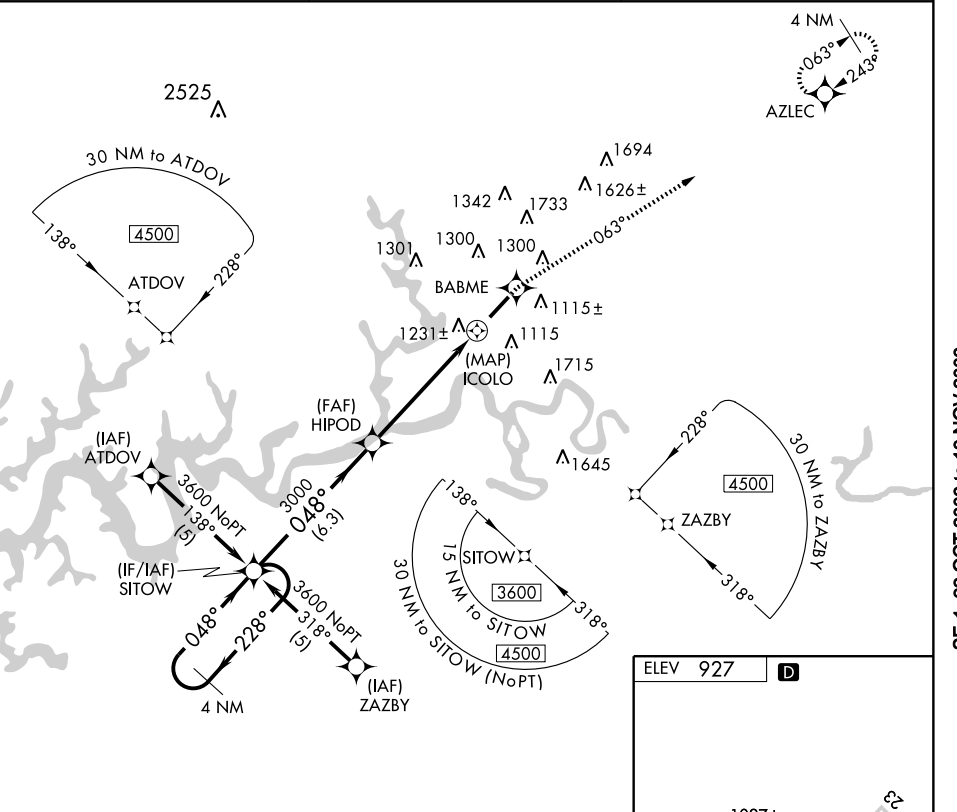 4 NM
063°
243°
AZLEC
2525
30 NM to ATDOV
4500
138°
228°
ATDOV
1694
1626±
1342
1733
063°
1301
1300
1300
BABME
1115±
1231±
1115
(MAP)
ICOLO
1715
(FAF)
HIPOD
(IAF)
ATDOV
3600 NoPT
138°
(5)
3000
048°
(6.3)
1645
228°
4500
30 NM to ZAZBY
ZAZBY
318°
138°
SITOW
15 NM to SITOW
3600
30 NM to SITOW (NoPT)
4500
318°
(IF/IAF)
SITOW
3600 NoPT
318°
(5)
048°
228°
4 NM
(IAF)
ZAZBY
ELEV 927
D
23